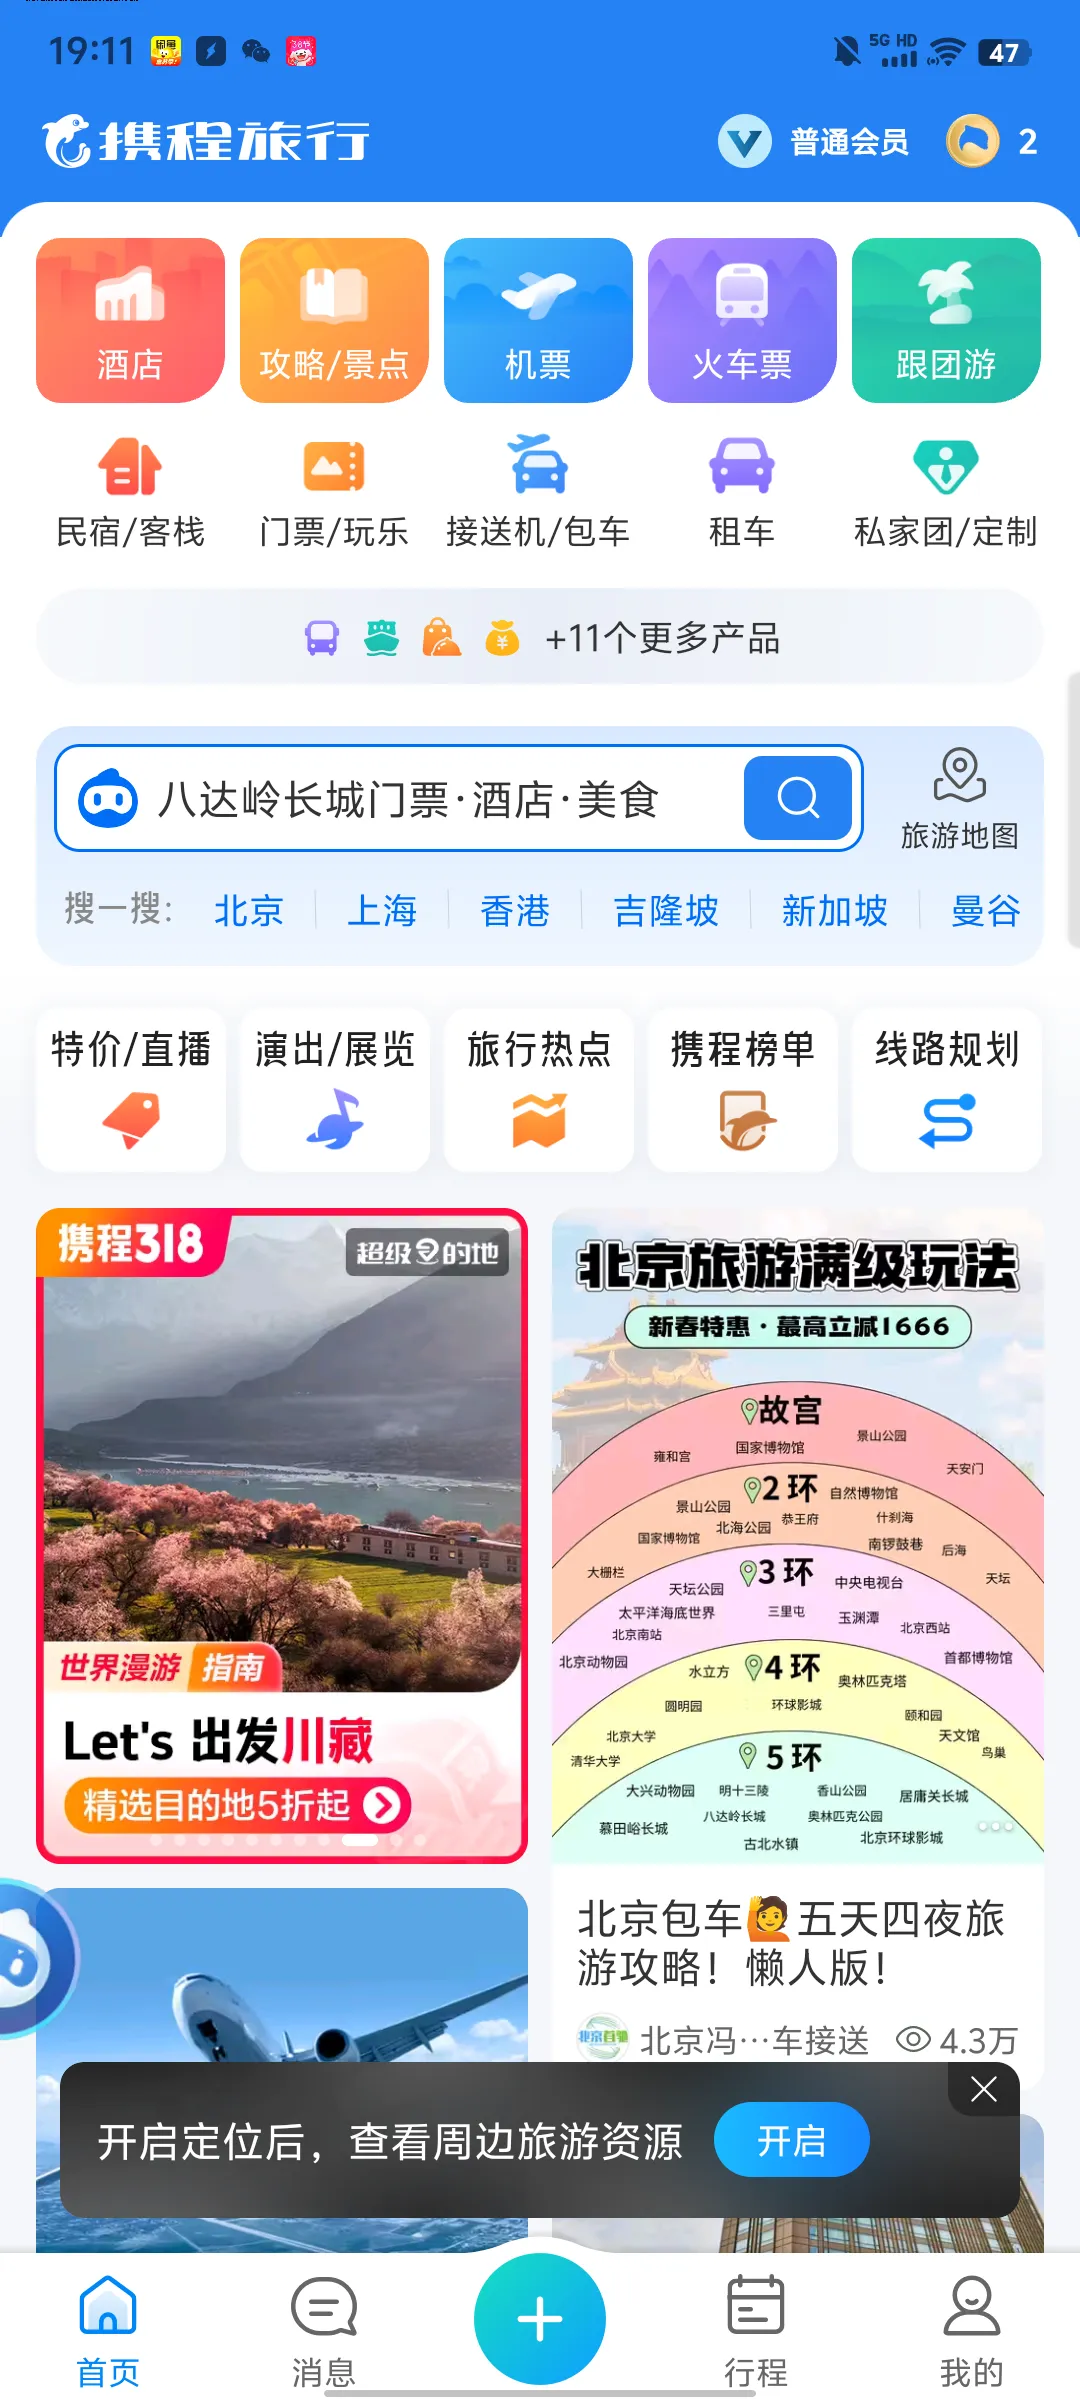 19:11
5G HD
47
携程旅行
普通会员
2
酒店
攻略/景点
机票
火车票
跟团游
民宿/客栈
门票/玩乐
接送机/包车
租车
私家团/定制
+11个更多产品
八达岭长城门票·酒店·美食
旅游地图
搜一搜:
北京
上海
香港
吉隆坡
新加坡
曼谷
特价/直播
演出/展览
旅行热点
携程榜单
线路规划
携程318
超级 的地
世界漫游 指南
Let's 出发川藏
精选目的地5折起
北京旅游满级玩法
新春特惠·最高立减1666
故宫
景山公园
国家博物馆
雍和宫
天安门
2 环
自然博物馆
景山公园
恭王府
什刹海
北海公园
国家博物馆
南锣鼓巷
后海
大栅栏
3 环
天坛
天坛公园
中央电视台
太平洋海底世界
三里屯
玉渊潭
北京南站
北京西站
北京动物园
首都博物馆
4 环
水立方
奥林匹克塔
圆明园
环球影城
颐和园
北京大学
天文馆
清华大学
鸟巢
5 环
大兴动物园
明十三陵
香山公园
居庸关长城
八达岭长城
奥林匹克公园
慕田峪长城
古北水镇
北京环球影城
北京包车🙋五天四夜旅
游攻略！懒人版！
北京冯…车接送
4.3万
开启定位后，查看周边旅游资源
开启
首页
消息
行程
我的